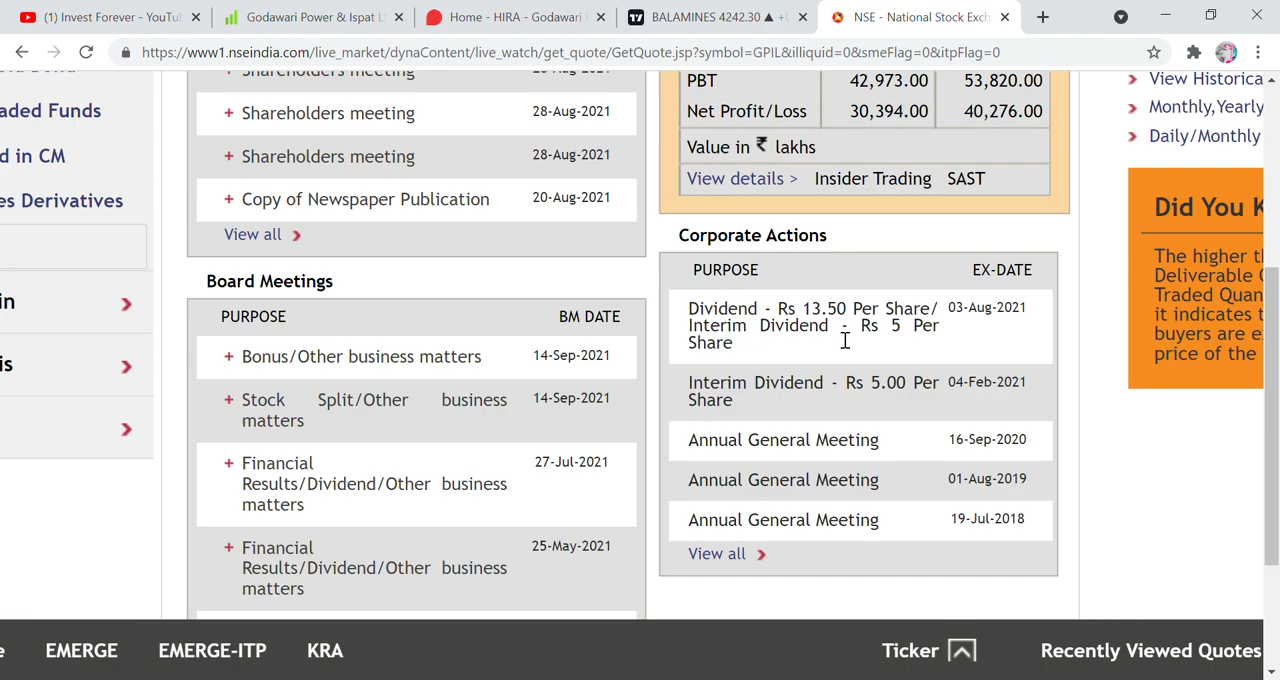 (1) Invest Forever - YouTu
Godawari Power & Ispat L
Home - HIRA - Godawari
BALAMINES 4242.30 ▲ +
NSE - National Stock Exch
https://www1.nseindia.com/live_market/dynaContent/live_watch/get_quote/GetQuote.jsp?symbol=GPIL&illiquid=0&smeFlag=0&itpFlag=0
aded Funds
d in CM
es Derivatives
in
is
Shareholders meeting
+ Shareholders meeting 28-Aug-2021
+ Shareholders meeting 28-Aug-2021
+ Copy of Newspaper Publication 20-Aug-2021
View all
Board Meetings
PURPOSE BM DATE
+ Bonus/Other business matters 14-Sep-2021
+ Stock Split/Other business 14-Sep-2021
matters
+ Financial 27-Jul-2021
Results/Dividend/Other business
matters
+ Financial 25-May-2021
Results/Dividend/Other business
matters
PBT 42,973.00 53,820.00
Net Profit/Loss 30,394.00 40,276.00
Value in ₹ lakhs
View details > Insider Trading SAST
Corporate Actions
PURPOSE EX-DATE
Dividend - Rs 13.50 Per Share/ 03-Aug-2021
Interim Dividend - Rs 5 Per
Share
Interim Dividend - Rs 5.00 Per 04-Feb-2021
Share
Annual General Meeting 16-Sep-2020
Annual General Meeting 01-Aug-2019
Annual General Meeting 19-Jul-2018
View all
View Historica
Monthly,Yearly
Daily/Monthly
Did You K
The higher t
Deliverable
Traded Quan
it indicates t
buyers are e
price of the
e EMERGE EMERGE-ITP KRA Ticker Recently Viewed Quotes